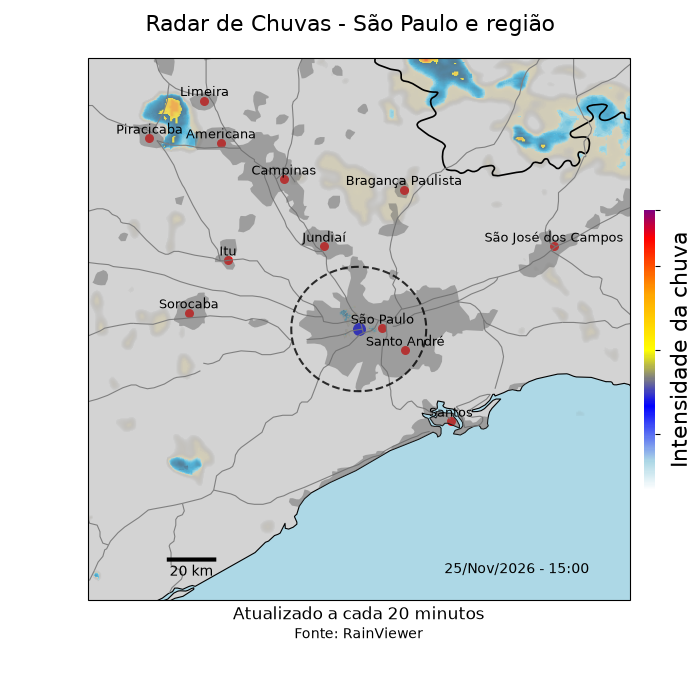 Radar de Chuvas - São Paulo e região
Limeira
Piracicaba
Americana
Campinas
Bragança Paulista
Jundiaí
São José dos Campos
Itu
Sorocaba
São Paulo
Santo André
Santos
Intensidade da chuva
20 km
25/Nov/2026 - 15:00
Atualizado a cada 20 minutos
Fonte: RainViewer